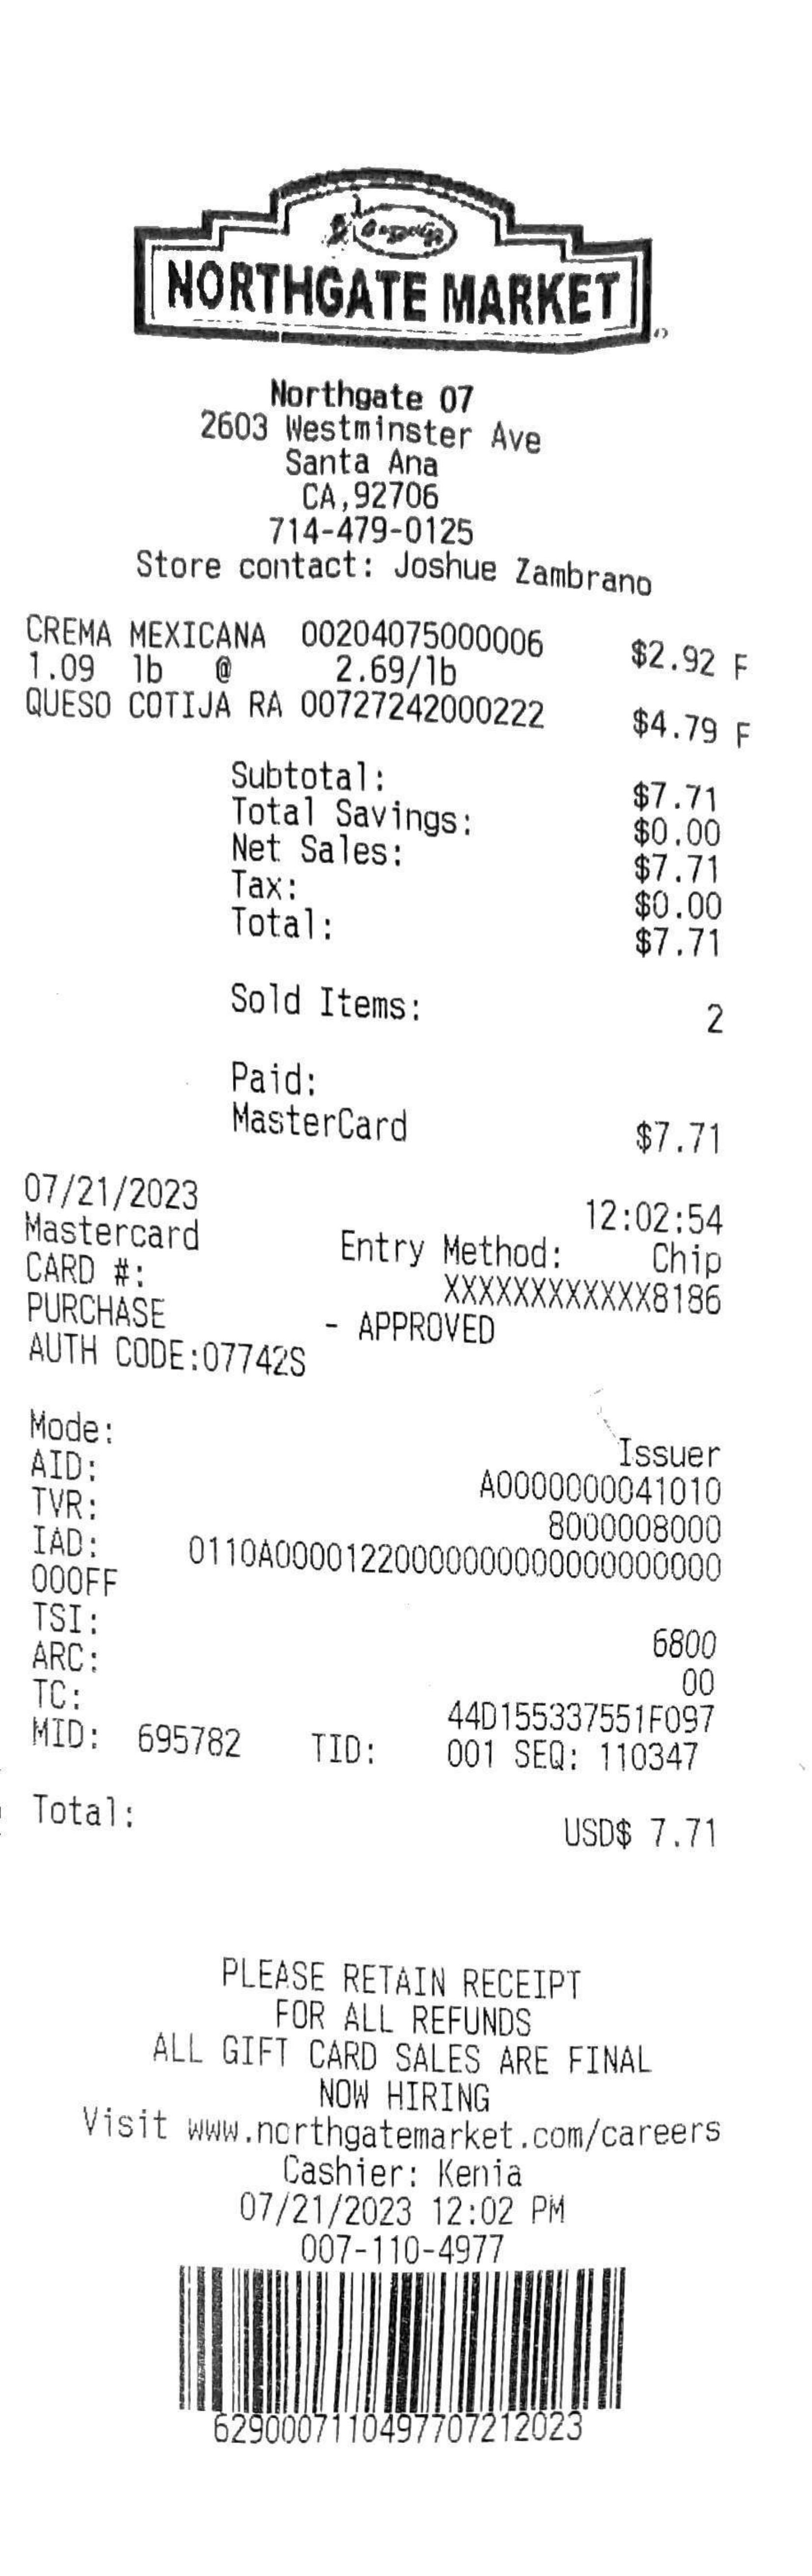 NORTHGATE MARKET
Northgate 07
2603 Westminster Ave
Santa Ana
CA,92706
714-479-0125
Store contact: Joshue Zambrano
CREMA MEXICANA 00204075000006 $2.92 F
1.09 lb @ 2.69/lb
QUESO COTIJA RA 00727242000222 $4.79 F
Subtotal: $7.71
Total Savings: $0.00
Net Sales: $7.71
Tax: $0.00
Total: $7.71
Sold Items: 2
Paid:
MasterCard $7.71
07/21/2023 12:02:54
Mastercard Entry Method: Chip
CARD #: XXXXXXXXXXXX8186
PURCHASE - APPROVED
AUTH CODE:07742S
Mode: Issuer
AID: A0000000041010
TVR: 8000008000
IAD: 0110A00001220000000000000000000
000FF
TSI: 6800
ARC: 00
TC: 44D155337551F097
MID: 695782 TID: 001 SEQ: 110347
Total: USD$ 7.71
PLEASE RETAIN RECEIPT
FOR ALL REFUNDS
ALL GIFT CARD SALES ARE FINAL
NOW HIRING
Visit www.northgatemarket.com/careers
Cashier: Kenia
07/21/2023 12:02 PM
007-110-4977
6290007110497707212023